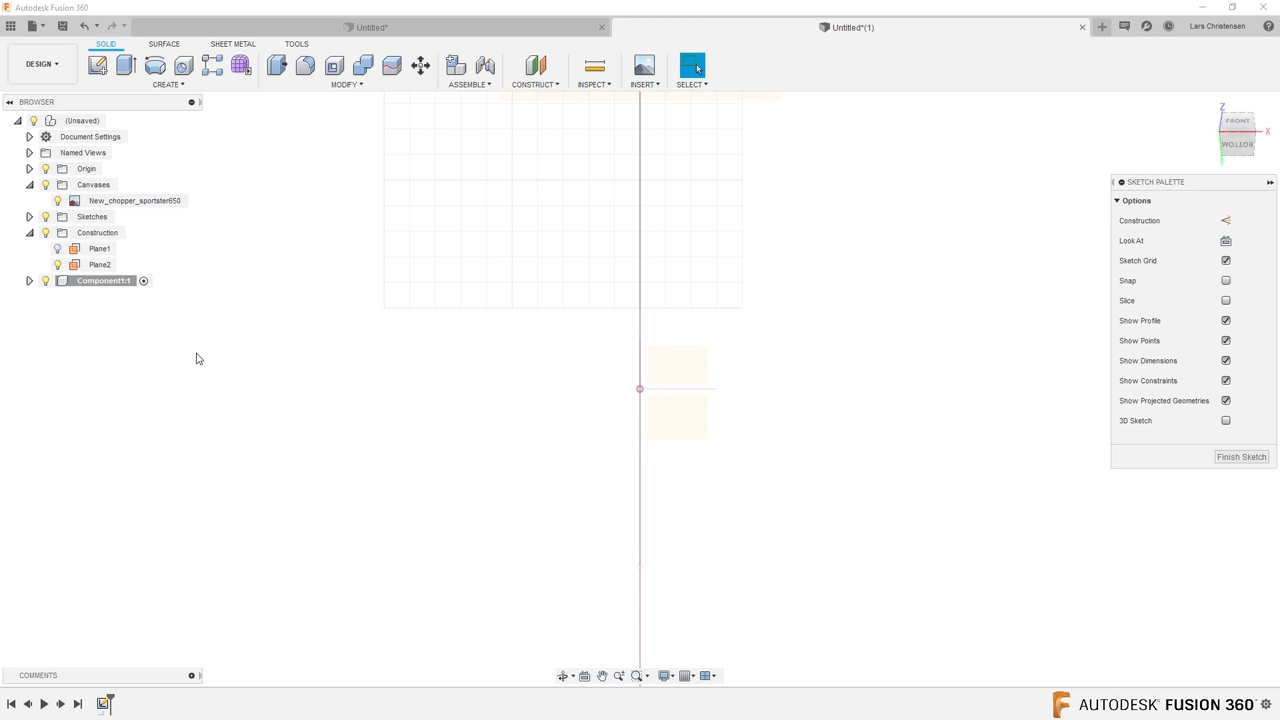 Autodesk Fusion 360
Untitled*
Untitled*(1)
Lars Christensen
DESIGN
SOLID
SURFACE
SHEET METAL
TOOLS
CREATE
MODIFY
ASSEMBLE
CONSTRUCT
INSPECT
INSERT
SELECT
BROWSER
(Unsaved)
Document Settings
Named Views
Origin
Canvases
New_chopper_sportster650
Sketches
Construction
Plane1
Plane2
Component1:1
Z
FRONT
X
BOTTOM
SKETCH PALETTE
Options
Construction
Look At
Sketch Grid
Snap
Slice
Show Profile
Show Points
Show Dimensions
Show Constraints
Show Projected Geometries
3D Sketch
Finish Sketch
COMMENTS
AUTODESK FUSION 360